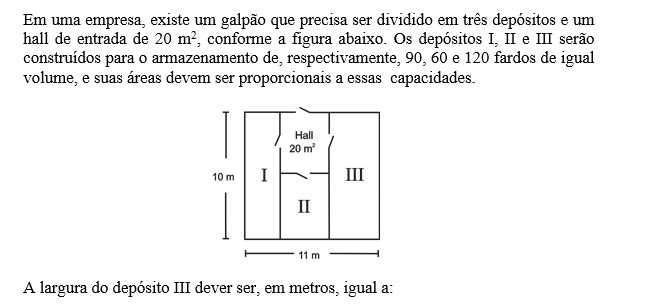 Em uma empresa, existe um galpão que precisa ser dividido em três depósitos e um
hall de entrada de 20 m², conforme a figura abaixo. Os depósitos I, II e III serão
construídos para o armazenamento de, respectivamente, 90, 60 e 120 fardos de igual
volume, e suas áreas devem ser proporcionais a essas capacidades.
Hall
20 m²
10 m
I
III
II
11 m
A largura do depósito III dever ser, em metros, igual a: